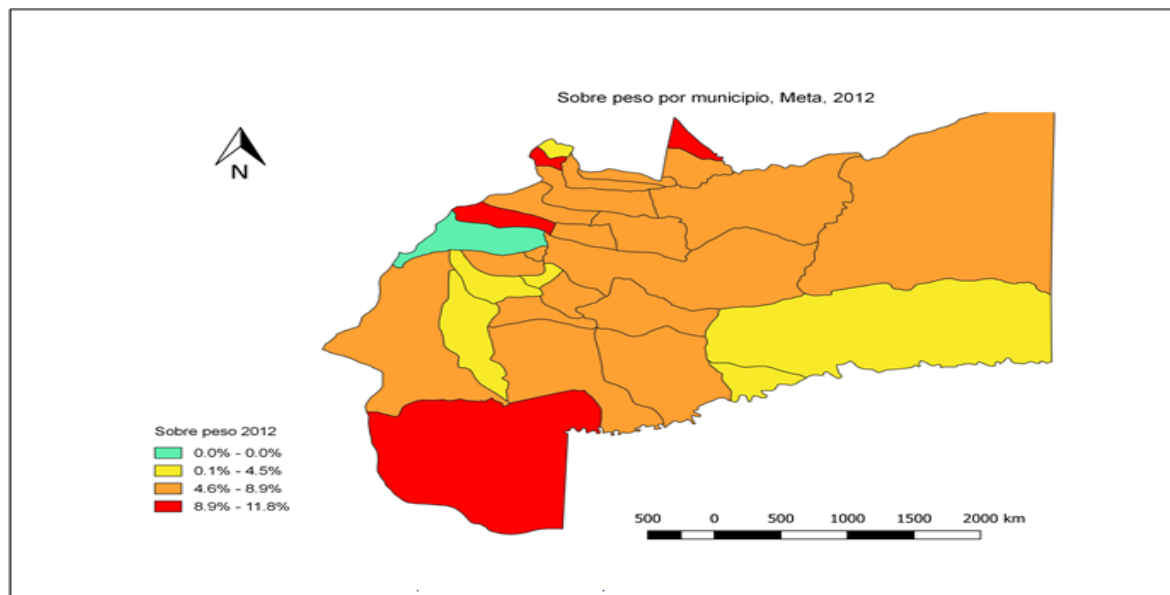 Sobre peso por municipio, Meta, 2012
N
Sobre peso 2012
0.0% - 0.0%
0.1% - 4.5%
4.6% - 8.9%
8.9% - 11.8%
500 0 500 1000 1500 2000 km